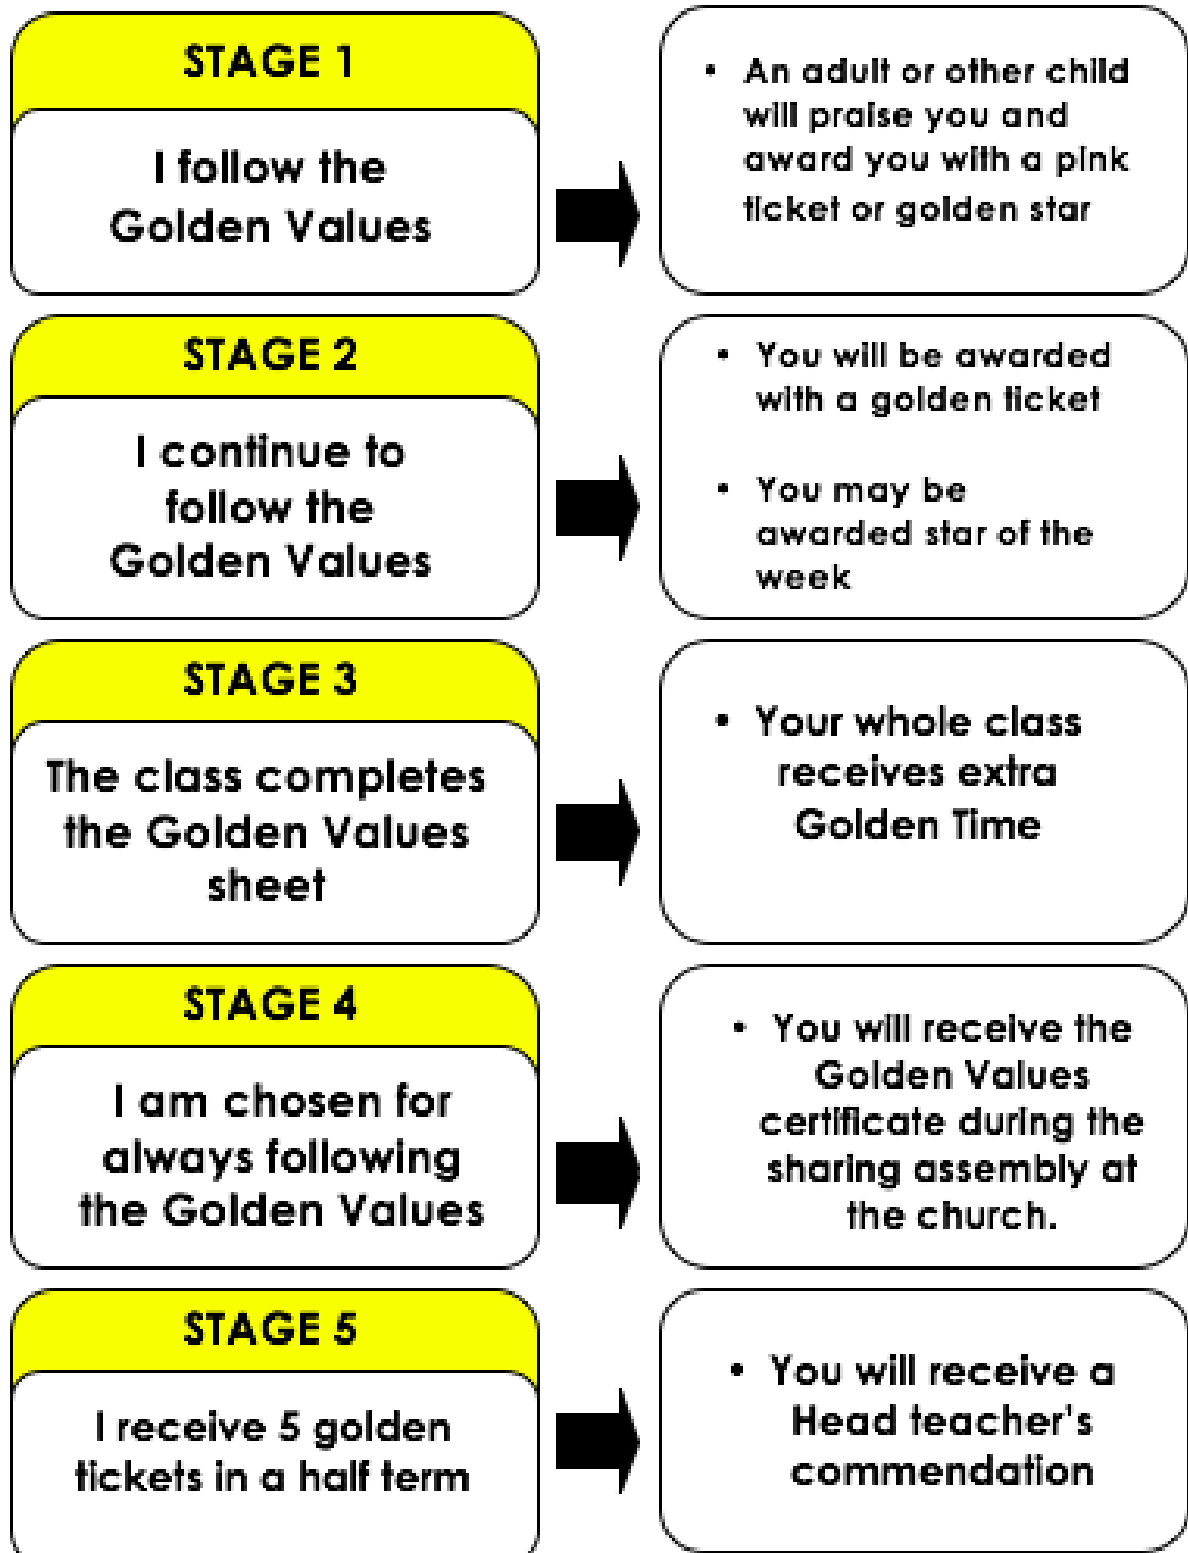 STAGE 1
I follow the
Golden Values
• An adult or other child
will praise you and
award you with a pink
ticket or golden star
STAGE 2
I continue to
follow the
Golden Values
• You will be awarded
with a golden ticket
• You may be
awarded star of the
week
STAGE 3
The class completes
the Golden Values
sheet
• Your whole class
receives extra
Golden Time
STAGE 4
I am chosen for
always following
the Golden Values
• You will receive the
Golden Values
certificate during the
sharing assembly at
the church.
STAGE 5
I receive 5 golden
tickets in a half term
• You will receive a
Head teacher's
commendation